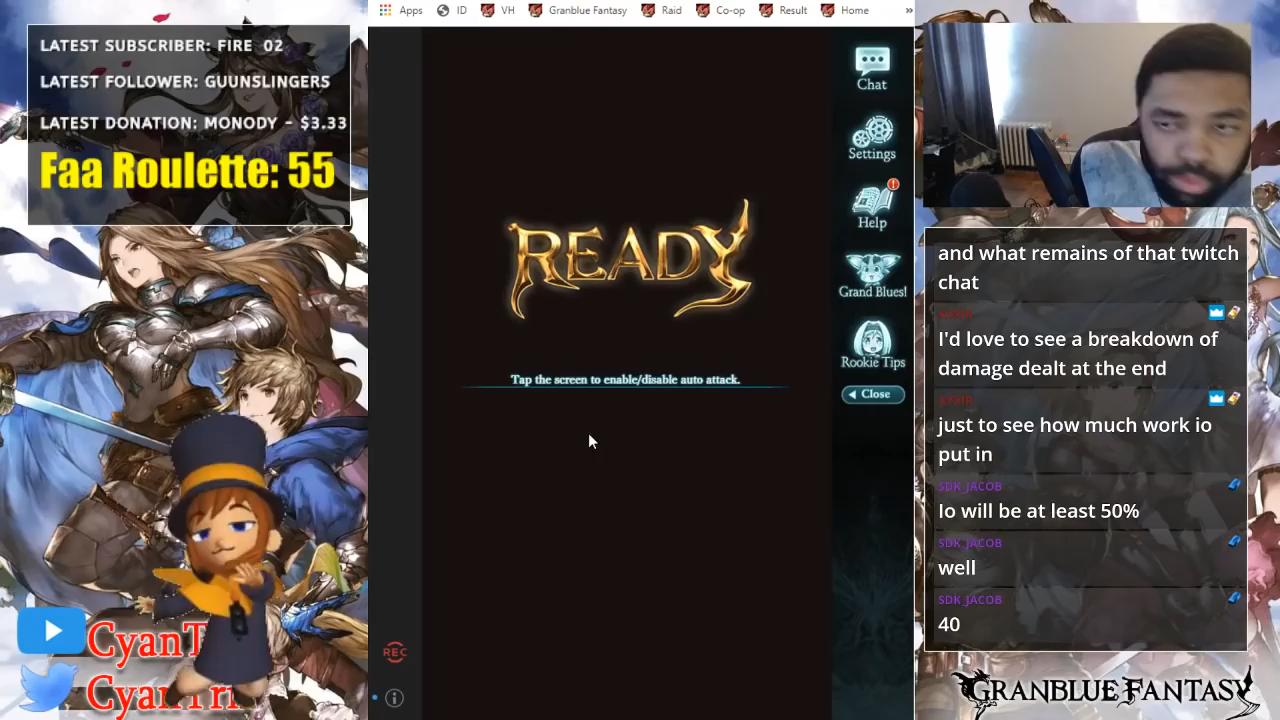 LATEST SUBSCRIBER: FIRE 02
LATEST FOLLOWER: GUUNSLINGERS
LATEST DONATION: MONODY - $3.33
Faa Roulette: 55
CyanT
Apps
ID
VH
Granblue Fantasy
Raid
Co-op
Result
Home
»
READY
Tap the screen to enable/disable auto attack.
REC
Chat
Settings
Help
Grand Blues!
Rookie Tips
Close
and what remains of that twitch
chat
I'd love to see a breakdown of
damage dealt at the end
just to see how much work io
put in
SDK_JACOB
Io will be at least 50%
SDK_JACOB
well
SDK_JACOB
40
GRANBLUE FANTASY